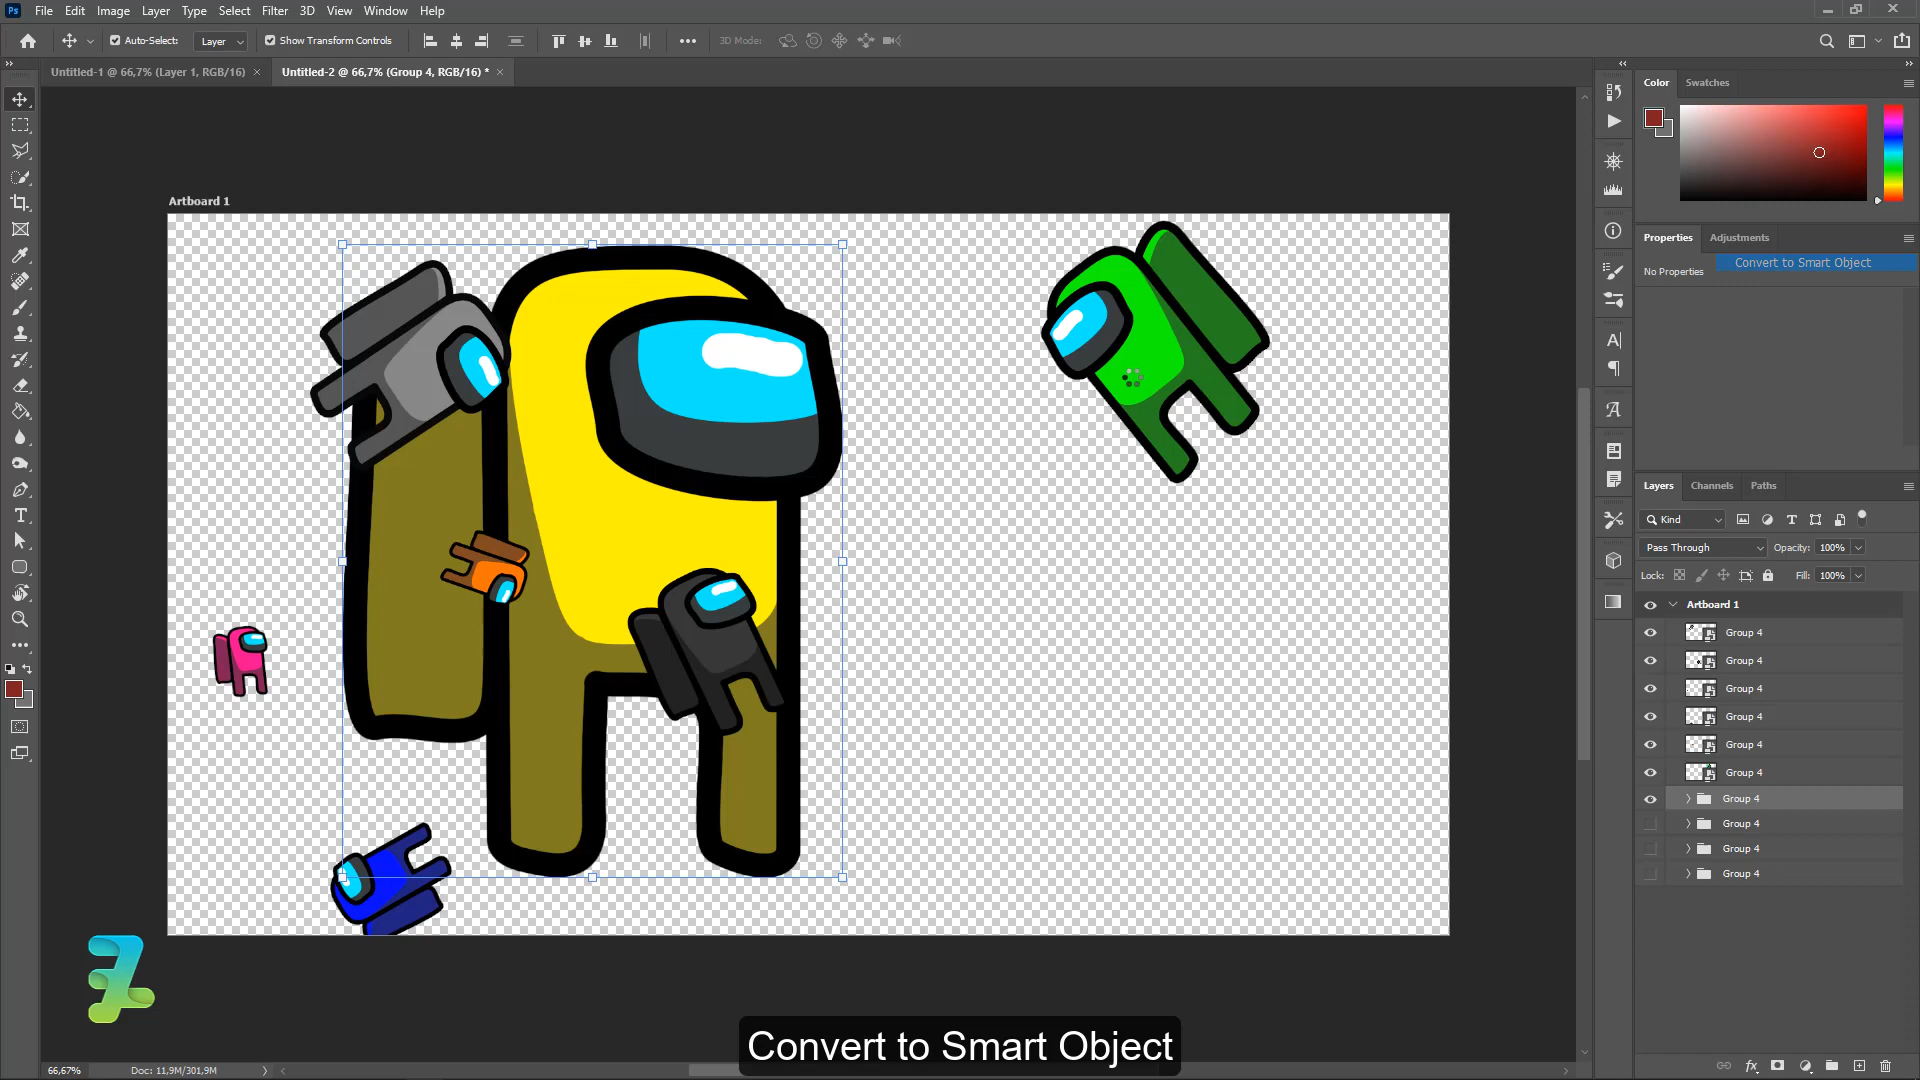 Ps File Edit Image Layer Type Select Filter 3D View Window Help
Auto-Select: Layer Show Transform Controls 3D Mode:
Untitled-1 @ 66,7% (Layer 1, RGB/16) × Untitled-2 @ 66,7% (Group 4, RGB/16) * ×
Color Swatches
Artboard 1
Properties Adjustments
Convert to Smart Object
No Properties
Layers Channels Paths
Kind
Pass Through Opacity: 100%
Lock: Fill: 100%
Artboard 1
Group 4
Group 4
Group 4
Group 4
Group 4
Group 4
Group 4
Group 4
Group 4
Group 4
Convert to Smart Object
66,67% Doc: 11,9M/301,9M